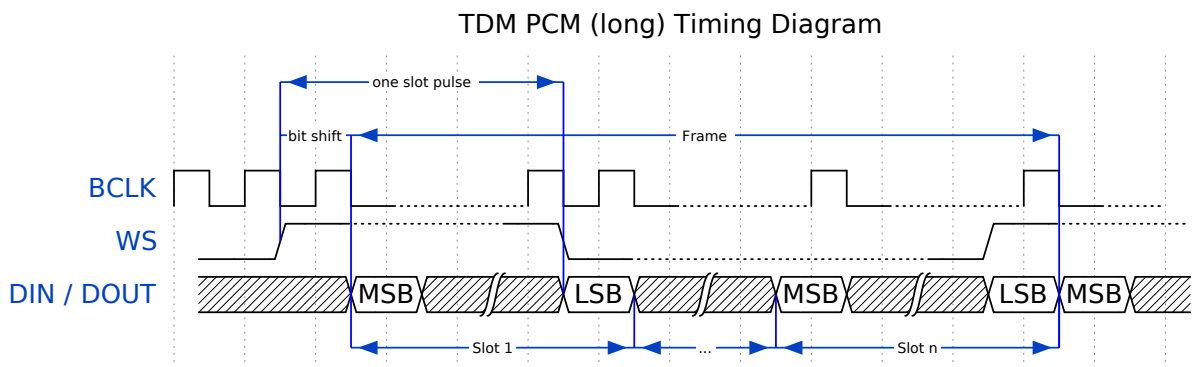 TDM PCM (long) Timing Diagram
one slot pulse
bit shift
Frame
BCLK
WS
DIN / DOUT
MSB
LSB
MSB
LSB
MSB
Slot 1
...
Slot n